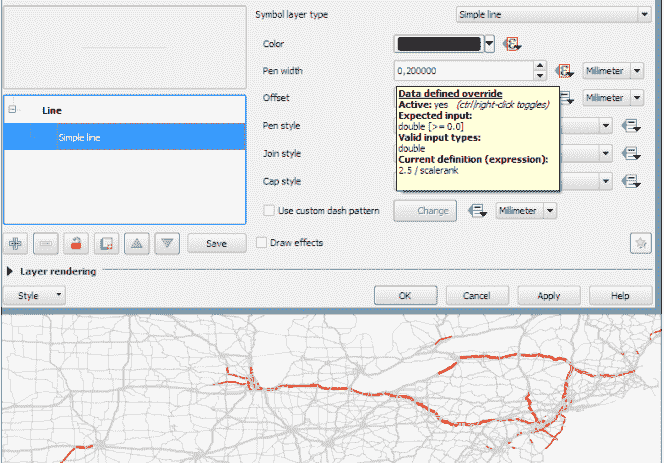 Symbol layer type
Simple line
Color
Pen width
0,200000
Milimeter
Offset
Milimeter
Data defined override
Active: yes (ctrl/right-click toggles)
Expected input:
double [>= 0.0]
Valid input types:
double
Current definition (expression):
2.5 / scalerank
Line
Simple line
Pen style
Join style
Cap style
Use custom dash pattern
Change
Milimeter
Save
Draw effects
Layer rendering
Style
OK
Cancel
Apply
Help